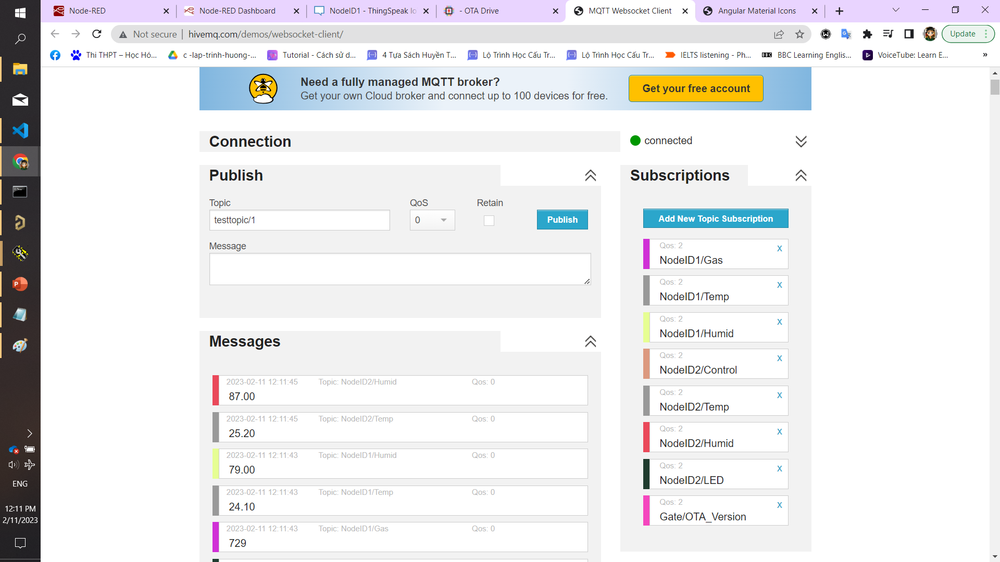 Node-RED
Node-RED Dashboard
NodeID1 - ThingSpeak Io
- OTA Drive
MQTT Websocket Client
Angular Material Icons
Not secure
hivemq.com/demos/websocket-client/
Update
Thi THPT – Học Hó...
c -lap-trinh-huong-...
Tutorial - Cách sử d...
4 Tựa Sách Huyền T...
Lộ Trình Học Cấu Tr...
Lộ Trình Học Cấu Tr...
IELTS listening - Ph...
BBC
BBC Learning Englis...
VoiceTube: Learn E...
»
Need a fully managed MQTT broker?
Get your own Cloud broker and connect up to 100 devices for free.
Get your free account
Connection
connected
Publish
Topic
QoS
Retain
testtopic/1
0
Publish
Message
Messages
2023-02-11 12:11:45 Topic: NodeID2/Humid Qos: 0
87.00
2023-02-11 12:11:45 Topic: NodeID2/Temp Qos: 0
25.20
2023-02-11 12:11:43 Topic: NodeID1/Humid Qos: 0
79.00
2023-02-11 12:11:43 Topic: NodeID1/Temp Qos: 0
24.10
2023-02-11 12:11:43 Topic: NodeID1/Gas Qos: 0
729
Subscriptions
Add New Topic Subscription
Qos: 2 x
NodeID1/Gas
Qos: 2 x
NodeID1/Temp
Qos: 2 x
NodeID1/Humid
Qos: 2 x
NodeID2/Control
Qos: 2 x
NodeID2/Temp
Qos: 2 x
NodeID2/Humid
Qos: 2 x
NodeID2/LED
Qos: 2 x
Gate/OTA_Version
ENG
12:11 PM
2/11/2023